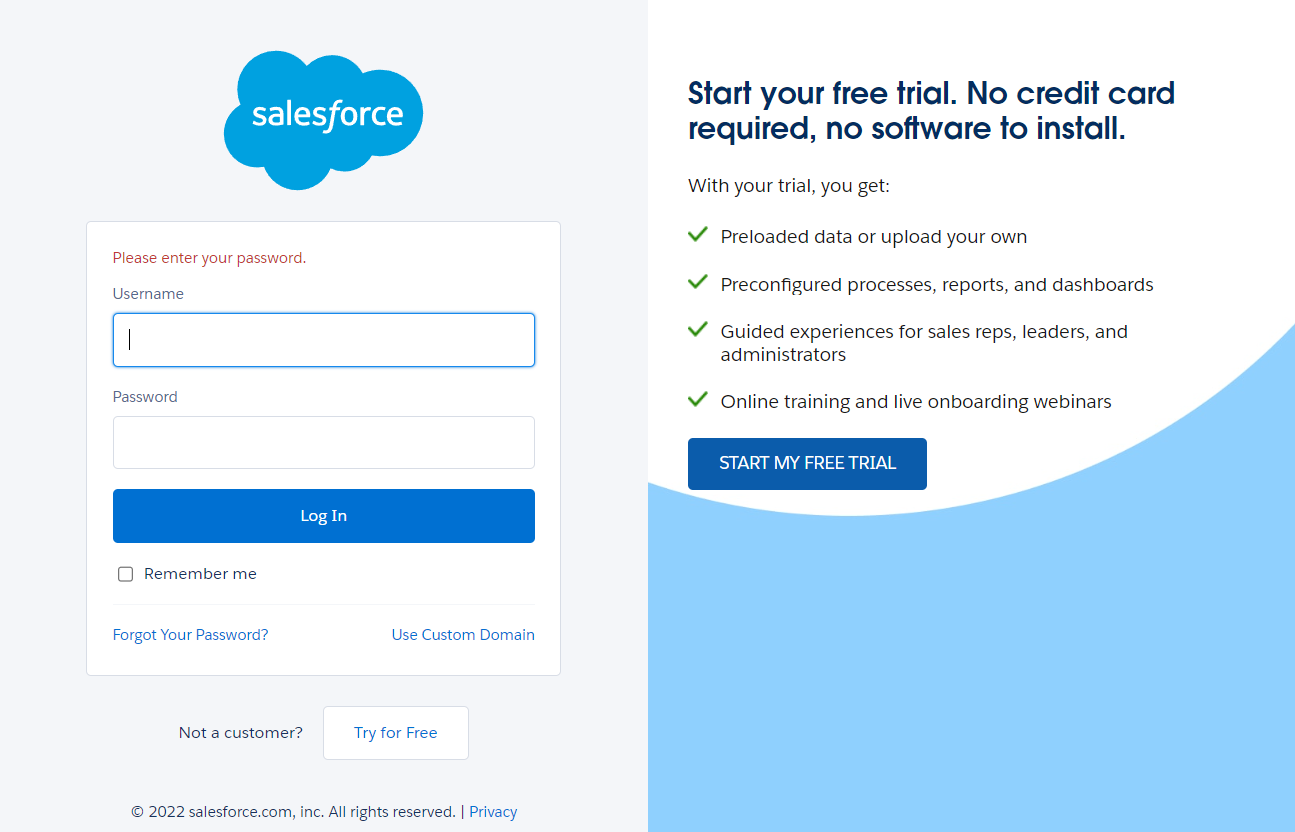 salesforce
Please enter your password.
Username
Password
Log In
Remember me
Forgot Your Password?
Use Custom Domain
Not a customer?
Try for Free
© 2022 salesforce.com, inc. All rights reserved. | Privacy
Start your free trial. No credit card
required, no software to install.
With your trial, you get:
Preloaded data or upload your own
Preconfigured processes, reports, and dashboards
Guided experiences for sales reps, leaders, and
administrators
Online training and live onboarding webinars
START MY FREE TRIAL